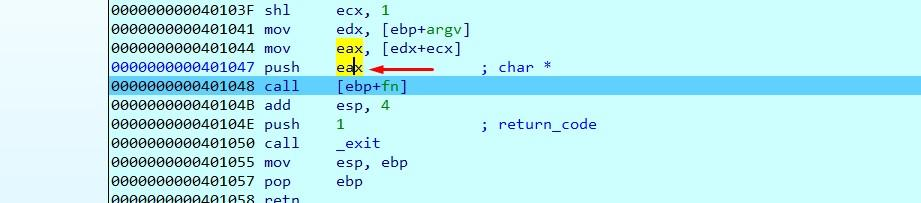 000000000040103F shl ecx, 1
0000000000401041 mov edx, [ebp+argv]
0000000000401044 mov eax, [edx+ecx]
0000000000401047 push eax ; char *
0000000000401048 call [ebp+fn]
000000000040104B add esp, 4
000000000040104E push 1 ; return_code
0000000000401050 call _exit
0000000000401055 mov esp, ebp
0000000000401057 pop ebp
0000000000401058 retn